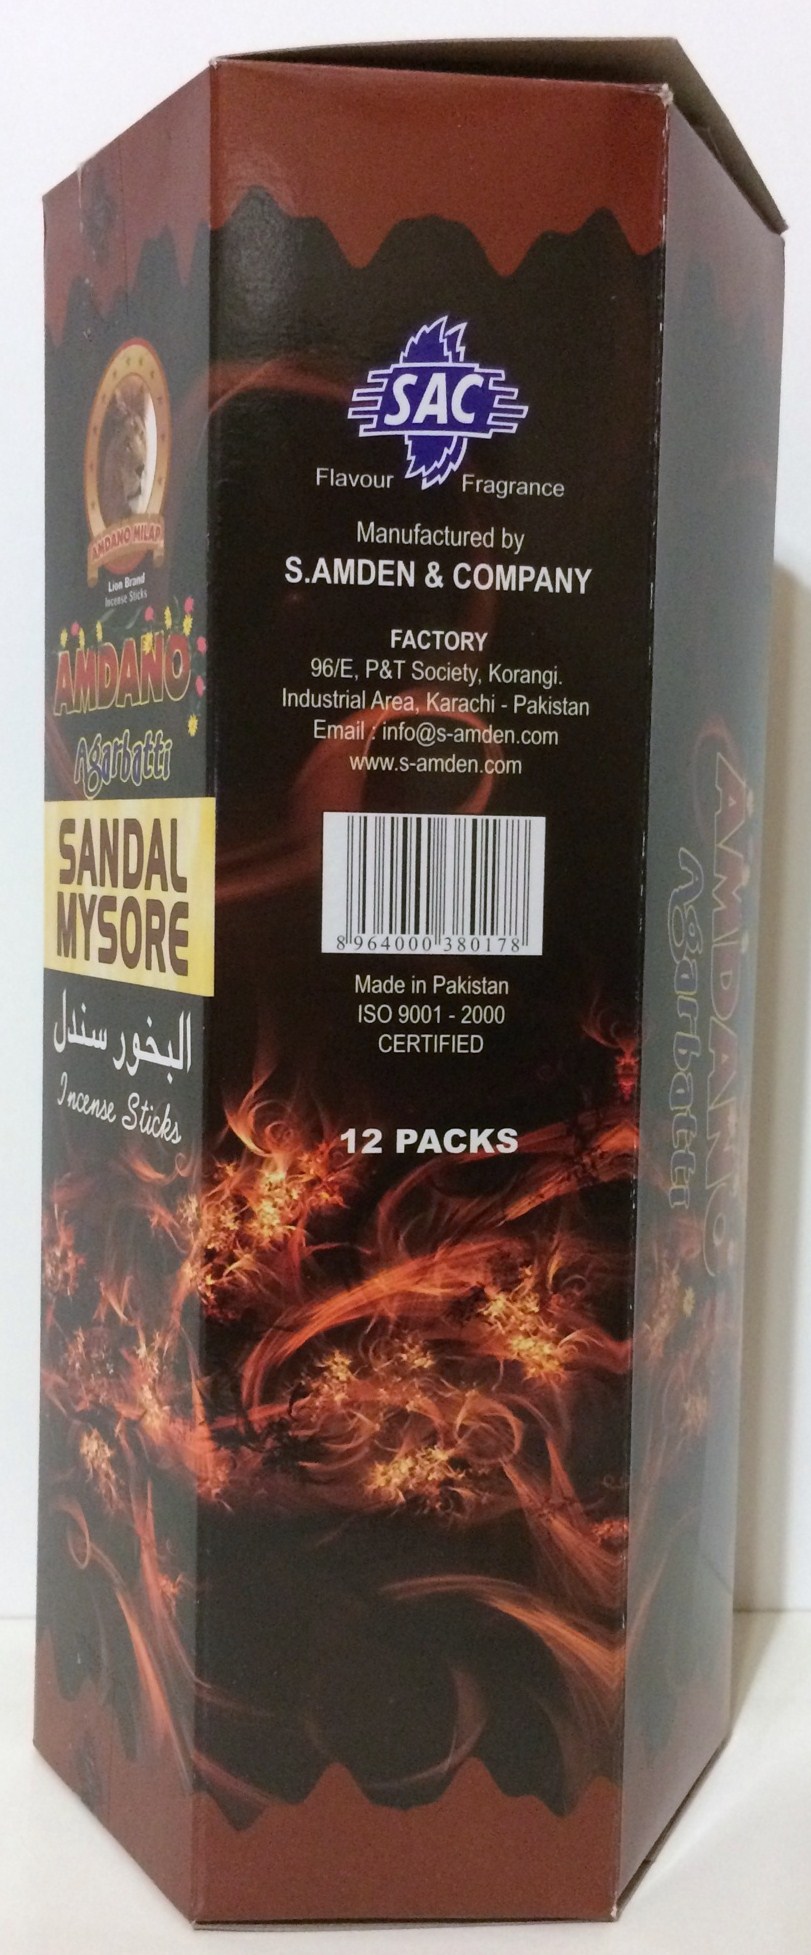 AMDANO MILAP
Lion Brand
Incense Sticks
AMDANO
Agarbatti
SANDAL
MYSORE
البخور سندل
Incense Sticks
SAC
Flavour Fragrance
Manufactured by
S.AMDEN & COMPANY
FACTORY
96/E, P&T Society, Korangi.
Industrial Area, Karachi - Pakistan
Email : info@s-amden.com
www.s-amden.com
8 964000 380178
Made in Pakistan
ISO 9001 - 2000
CERTIFIED
12 PACKS
AMDANO
Agarbatti